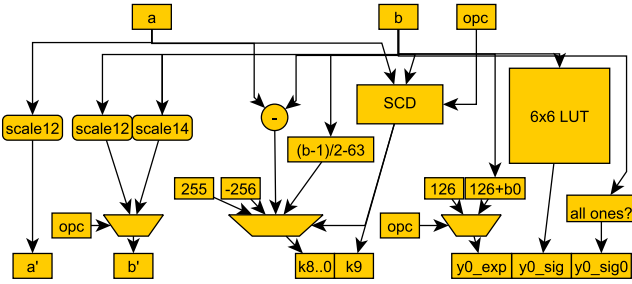 a
b
opc
SCD
6x6 LUT
scale12
scale12
scale14
-
(b-1)/2-63
255
-256
126
126+b0
all ones?
opc
opc
a'
b'
k8..0
k9
y0_exp
y0_sig
y0_sig0